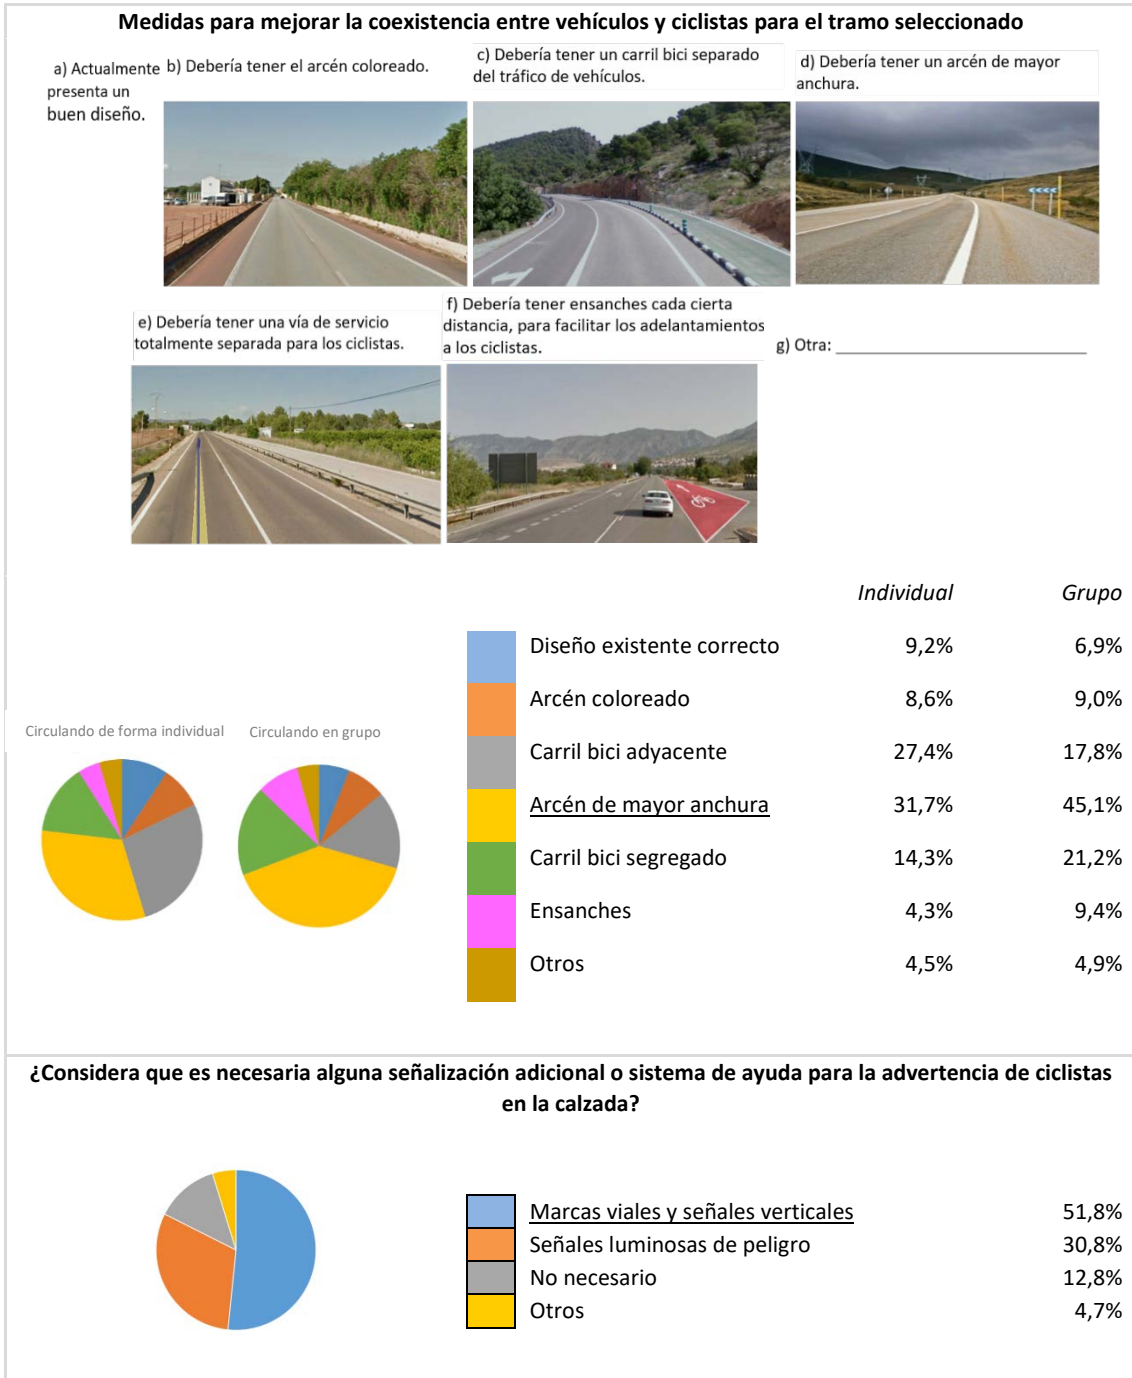 Medidas para mejorar la coexistencia entre vehículos y ciclistas para el tramo seleccionado
a) Actualmente
presenta un
buen diseño.
b) Debería tener el arcén coloreado.
c) Debería tener un carril bici separado
del tráfico de vehículos.
d) Debería tener un arcén de mayor
anchura.
e) Debería tener una vía de servicio
totalmente separada para los ciclistas.
f) Debería tener ensanches cada cierta
distancia, para facilitar los adelantamientos
a los ciclistas.
g) Otra: ______________________________
Individual Grupo
Circulando de forma individual
Circulando en grupo
Diseño existente correcto 9,2% 6,9%
Arcén coloreado 8,6% 9,0%
Carril bici adyacente 27,4% 17,8%
Arcén de mayor anchura 31,7% 45,1%
Carril bici segregado 14,3% 21,2%
Ensanches 4,3% 9,4%
Otros 4,5% 4,9%
¿Considera que es necesaria alguna señalización adicional o sistema de ayuda para la advertencia de ciclistas
en la calzada?
Marcas viales y señales verticales 51,8%
Señales luminosas de peligro 30,8%
No necesario 12,8%
Otros 4,7%